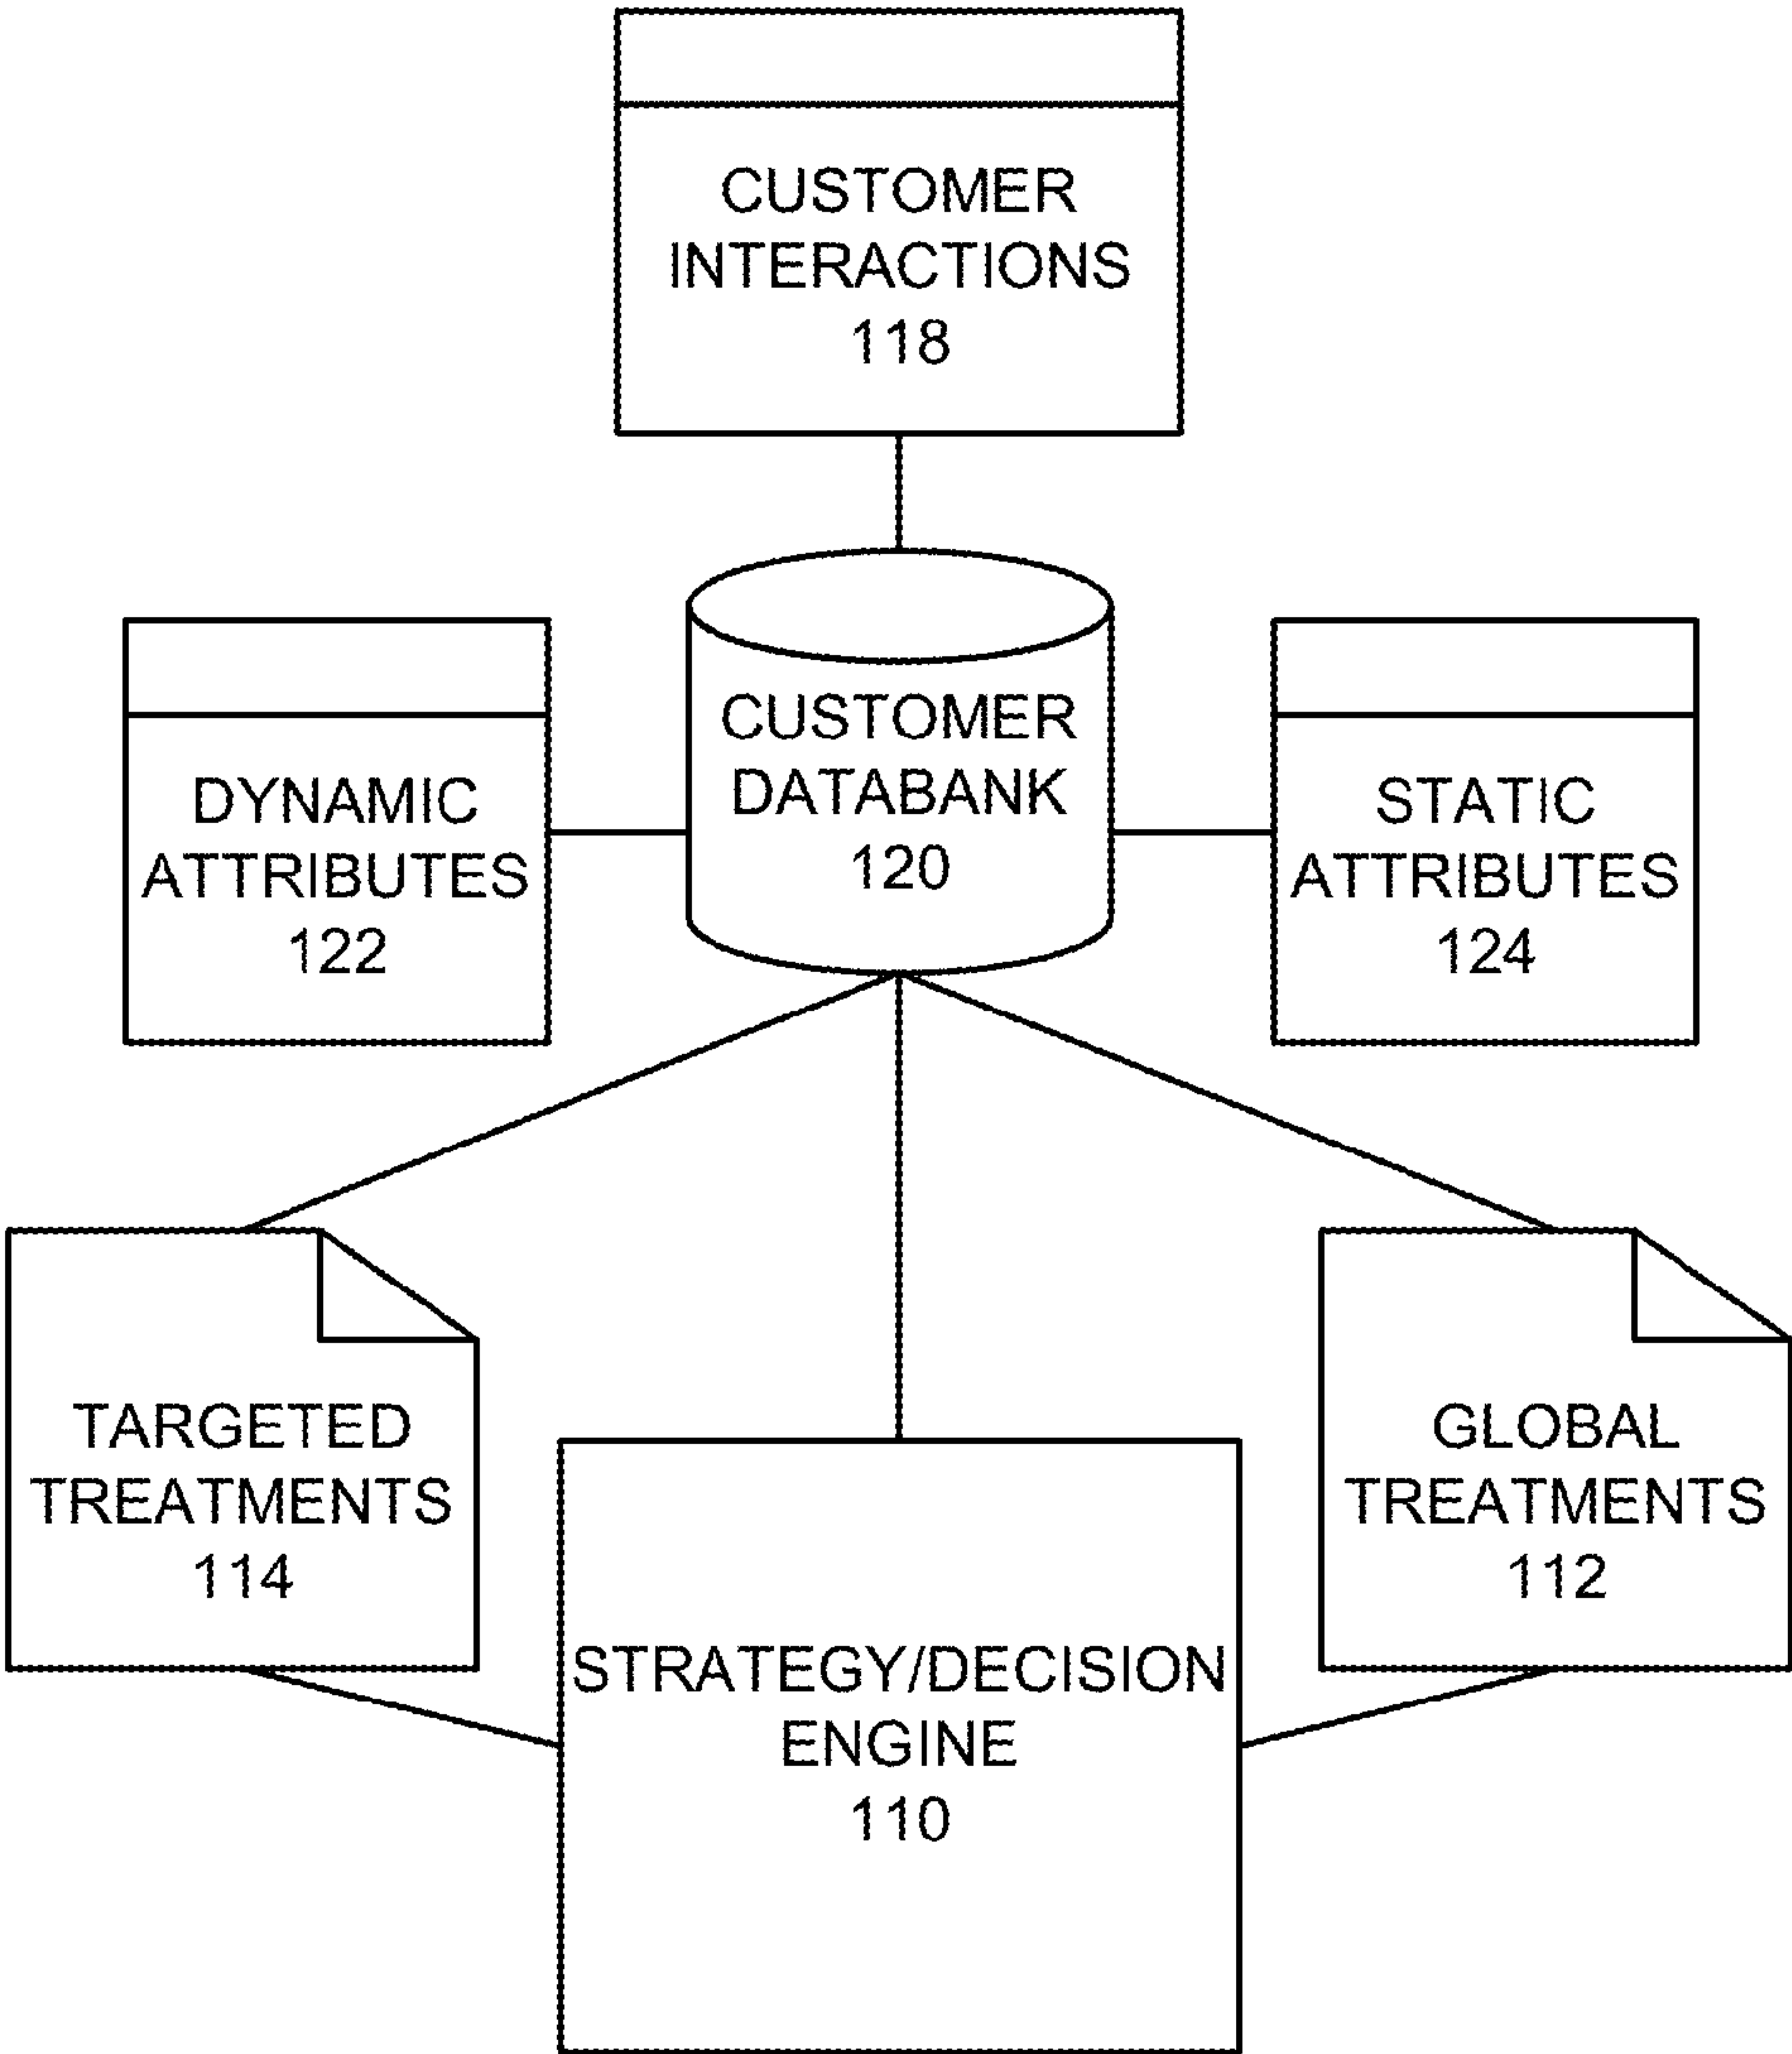 CUSTOMER
INTERACTIONS
118
CUSTOMER
DATABANK
120
DYNAMIC
ATTRIBUTES
122
STATIC
ATTRIBUTES
124
TARGETED
TREATMENTS
114
GLOBAL
TREATMENTS
112
STRATEGY/DECISION
ENGINE
110